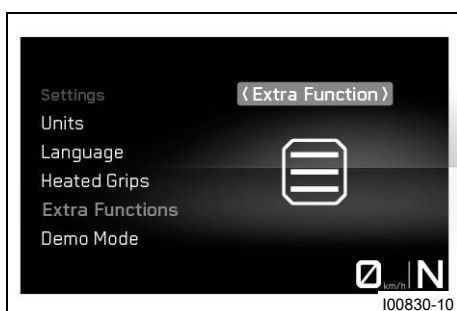 Settings
⟨Extra Function⟩
Units
Language
Heated Grips
Extra Functions
Demo Mode
0 km/h N
I00830-10